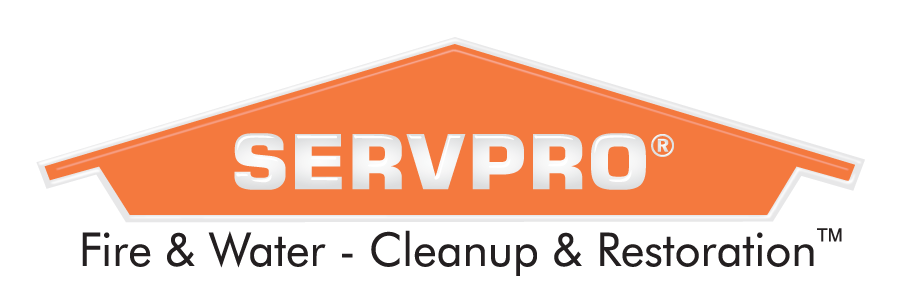 SERVPRO®
Fire & Water - Cleanup & Restoration™